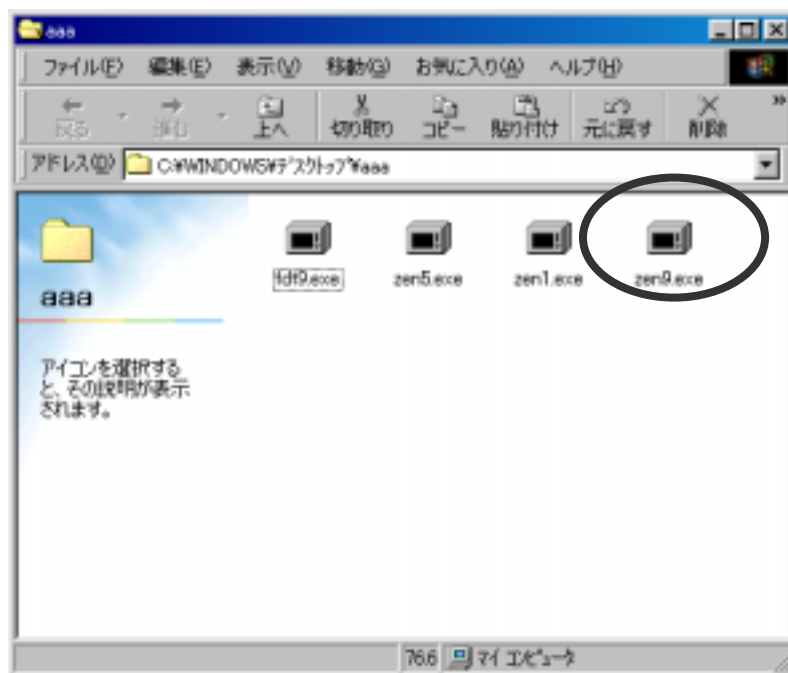 aaa
ファイル(F) 編集(E) 表示(V) 移動(G) お気に入り(A) ヘルプ(H)
戻る 進む 上へ 切り取り コピー 貼り付け 元に戻す 削除 »
アドレス(D) C:¥WINDOWS¥デスクトップ¥aaa
fdf9.exe zen5.exe zen1.exe zen9.exe
aaa
アイコンを選択する
と、その説明が表示
されます。
76.6 マイ コンピュータ